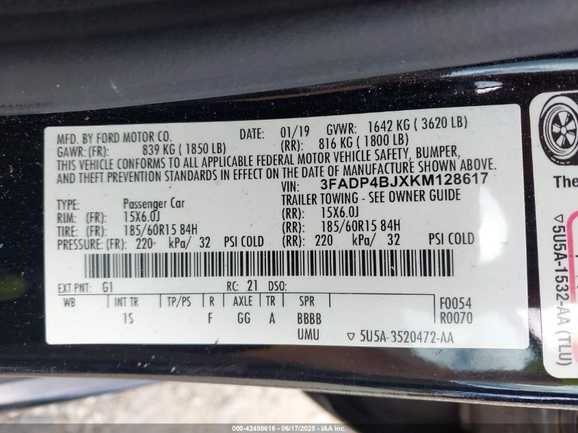 MFD. BY FORD MOTOR CO. DATE: 01/19 GVWR: 1642 KG ( 3620 LB)
GAWR: (FR): 839 KG ( 1850 LB) (RR): 816 KG ( 1800 LB)
THIS VEHICLE CONFORMS TO ALL APPLICABLE FEDERAL MOTOR VEHICLE SAFETY, BUMPER,
AND THEFT PREVENTION STANDARDS IN EFFECT ON THE DATE OF MANUFACTURE SHOWN ABOVE.
VIN: 3FADP4BJXKM128617
TYPE: Passenger Car TRAILER TOWING - SEE OWNER GUIDE
RIM: (FR): 15X6.0J (RR): 15X6.0J
TIRE: (FR): 185/60R15 84H (RR): 185/60R15 84H
PRESSURE: (FR): 220 kPa/ 32 PSI COLD (RR): 220 kPa/ 32 PSI COLD
EXT PNT: G1 RC: 21 DSO:
WB INT TR TP/PS R AXLE TR SPR F0054
1S F GG A BBBB R0070
UMU ▽5U5A-3520472-AA
The
▽5U5A-1532-AA (TLU)
000-42498616 - 06/17/2025 - IAA Inc.